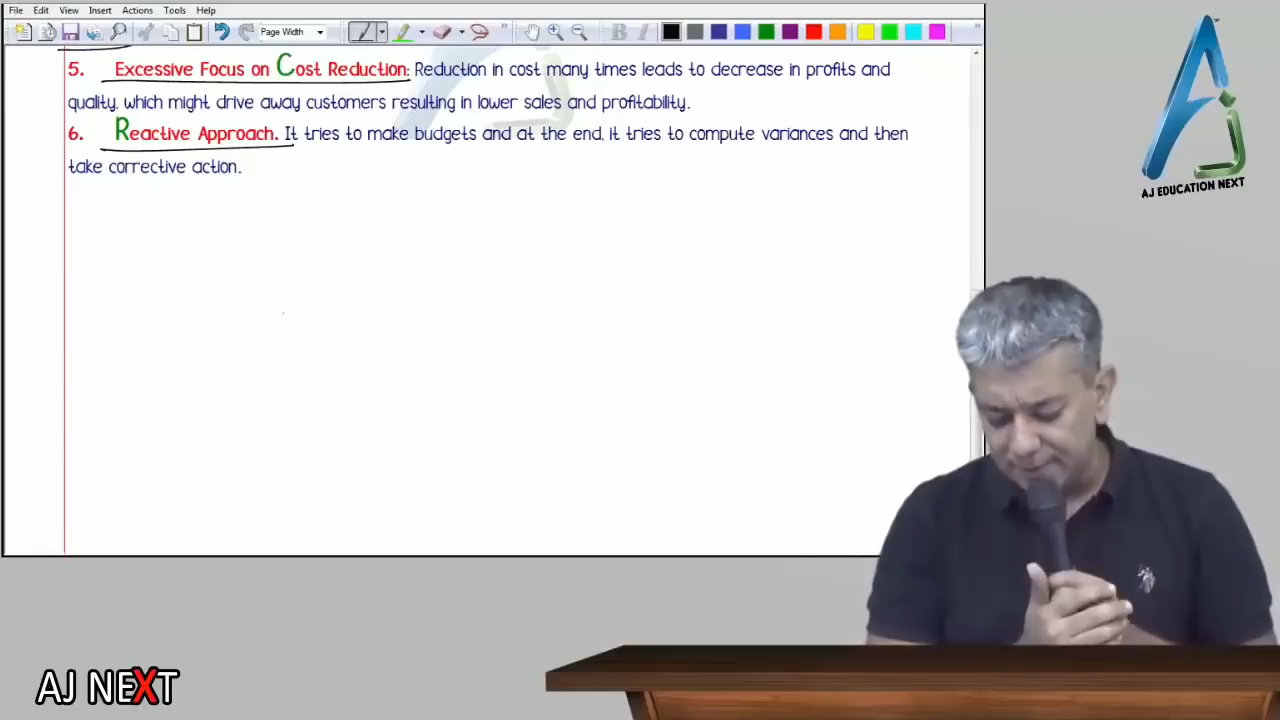 File Edit View Insert Actions Tools Help
Page Width
B I
5. Excessive Focus on Cost Reduction: Reduction in cost many times leads to decrease in profits and
quality, which might drive away customers resulting in lower sales and profitability.
6. Reactive Approach. It tries to make budgets and at the end, it tries to compute variances and then
take corrective action.
AJ EDUCATION NEXT
AJ NEXT